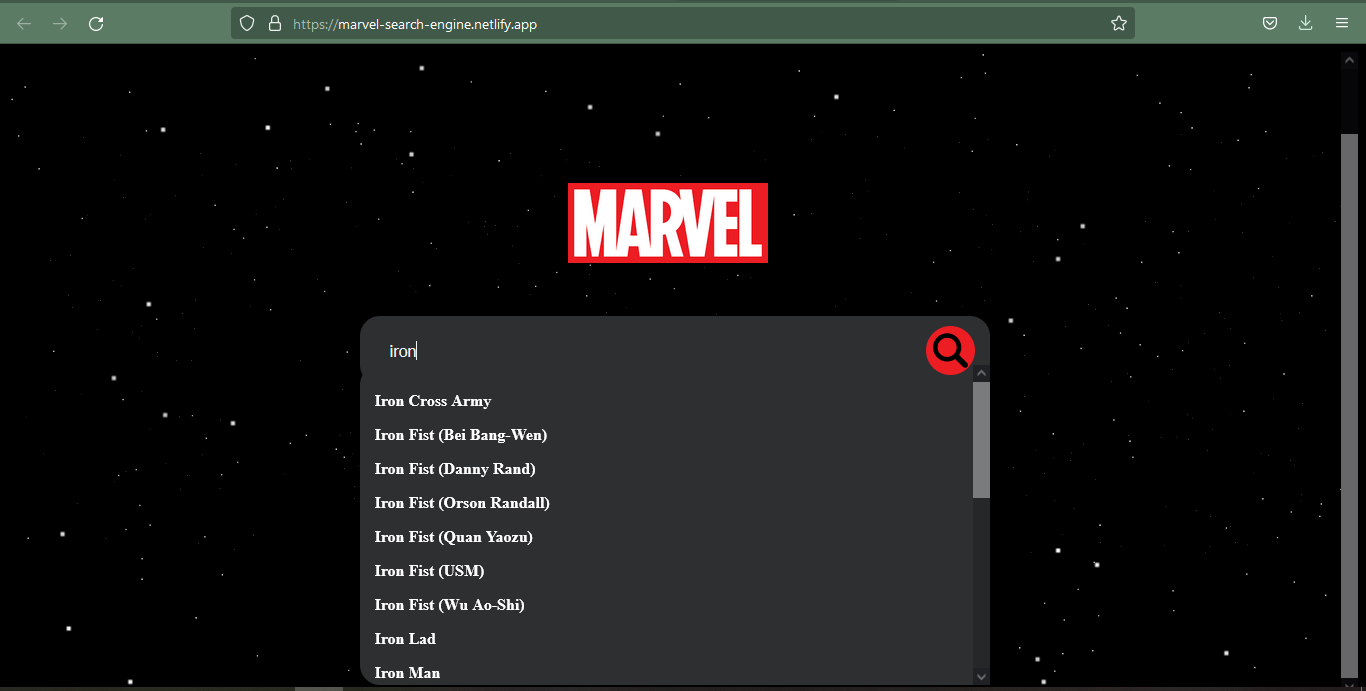 https://marvel-search-engine.netlify.app
MARVEL
iron
Iron Cross Army
Iron Fist (Bei Bang-Wen)
Iron Fist (Danny Rand)
Iron Fist (Orson Randall)
Iron Fist (Quan Yaozu)
Iron Fist (USM)
Iron Fist (Wu Ao-Shi)
Iron Lad
Iron Man